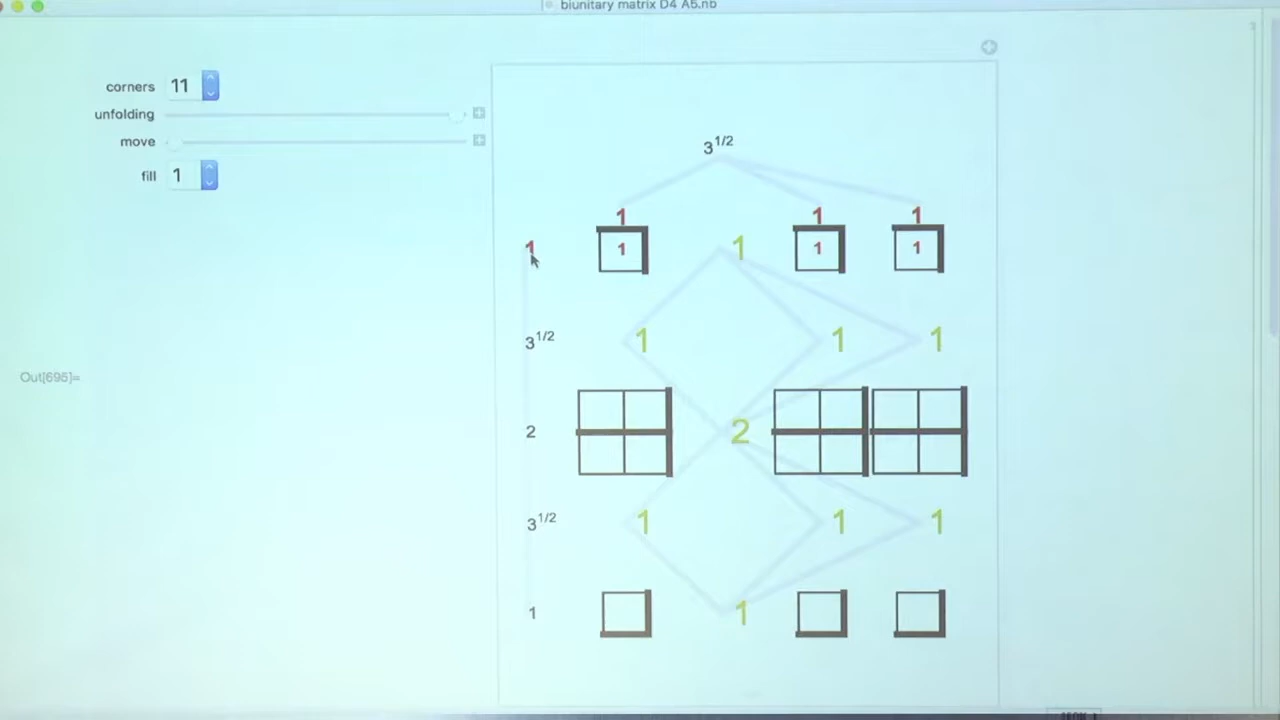 biunitary matrix D4 A5.nb
corners 11
unfolding
move
fill 1
3^1/2
1 1 1
1 1 1 1 1
3^1/2 1 1 1
Out[695]=
2 2
3^1/2 1 1 1
1 1